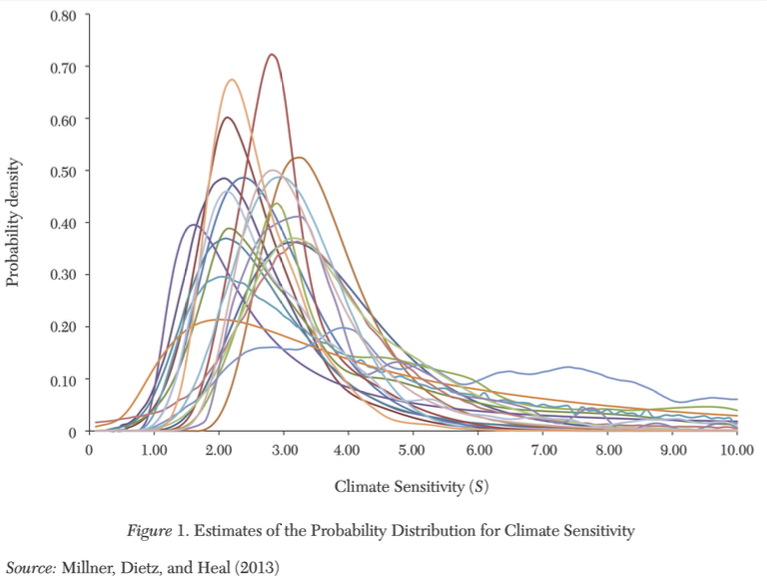 0.80
0.70
0.60
0.50
0.40
0.30
0.20
0.10
0
Probability density
0 1.00 2.00 3.00 4.00 5.00 6.00 7.00 8.00 9.00 10.00
Climate Sensitivity (S)
Figure 1. Estimates of the Probability Distribution for Climate Sensitivity
Source: Millner, Dietz, and Heal (2013)